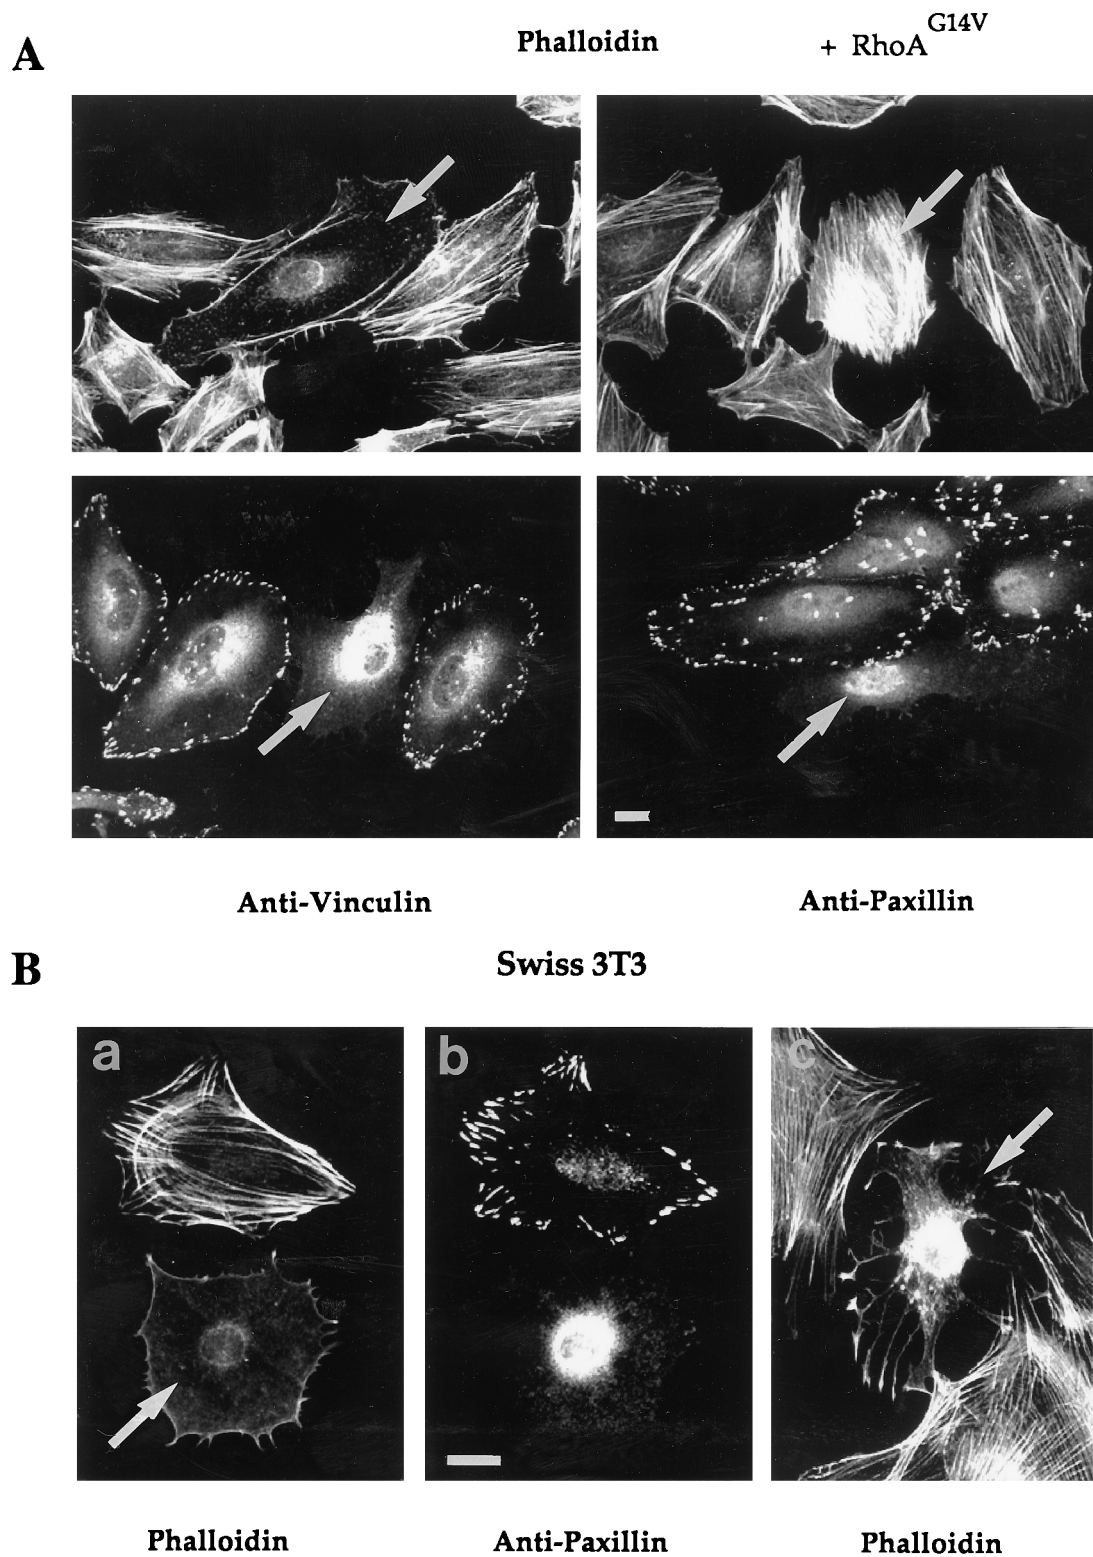 A
Phalloidin
+ RhoA^G14V
Anti-Vinculin
Anti-Paxillin
B
Swiss 3T3
a
b
c
Phalloidin
Anti-Paxillin
Phalloidin